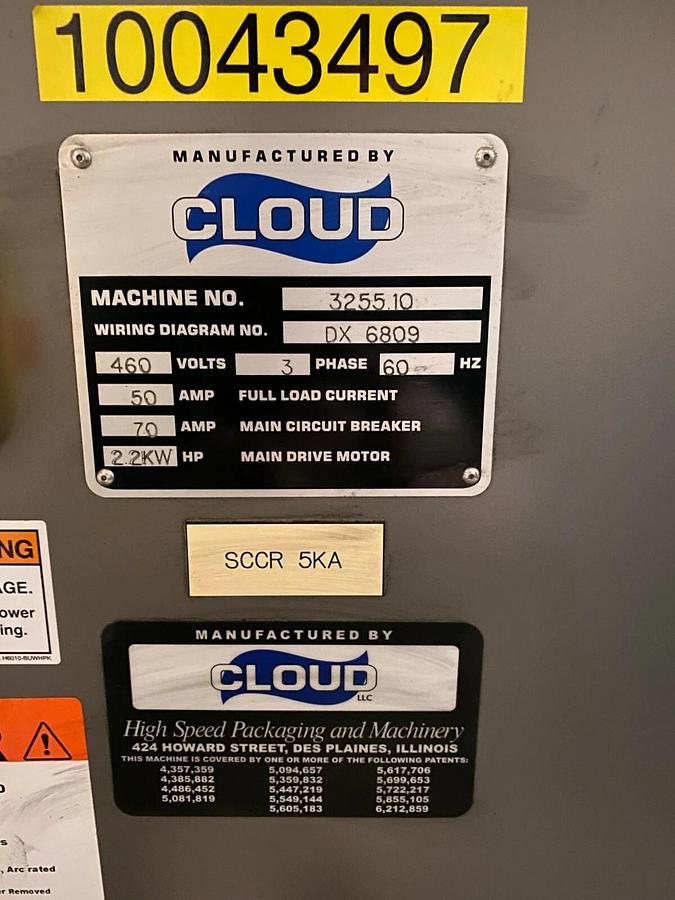 10043497
MANUFACTURED BY
CLOUD
MACHINE NO. 3255.10
WIRING DIAGRAM NO. DX 6809
460 VOLTS 3 PHASE 60 HZ
50 AMP FULL LOAD CURRENT
70 AMP MAIN CIRCUIT BREAKER
2.2KW HP MAIN DRIVE MOTOR
SCCR 5KA
NG
GE.
ower
ing.
H6010-8UWHPK
MANUFACTURED BY
CLOUD
LLC
High Speed Packaging and Machinery
424 HOWARD STREET, DES PLAINES, ILLINOIS
THIS MACHINE IS COVERED BY ONE OR MORE OF THE FOLLOWING PATENTS:
4,357,359 5,094,657 5,617,706
4,385,882 5,359,832 5,699,653
4,486,452 5,447,219 5,722,217
5,081,819 5,549,144 5,855,105
5,605,183 6,212,859
R
s
, Arc rated
r Removed